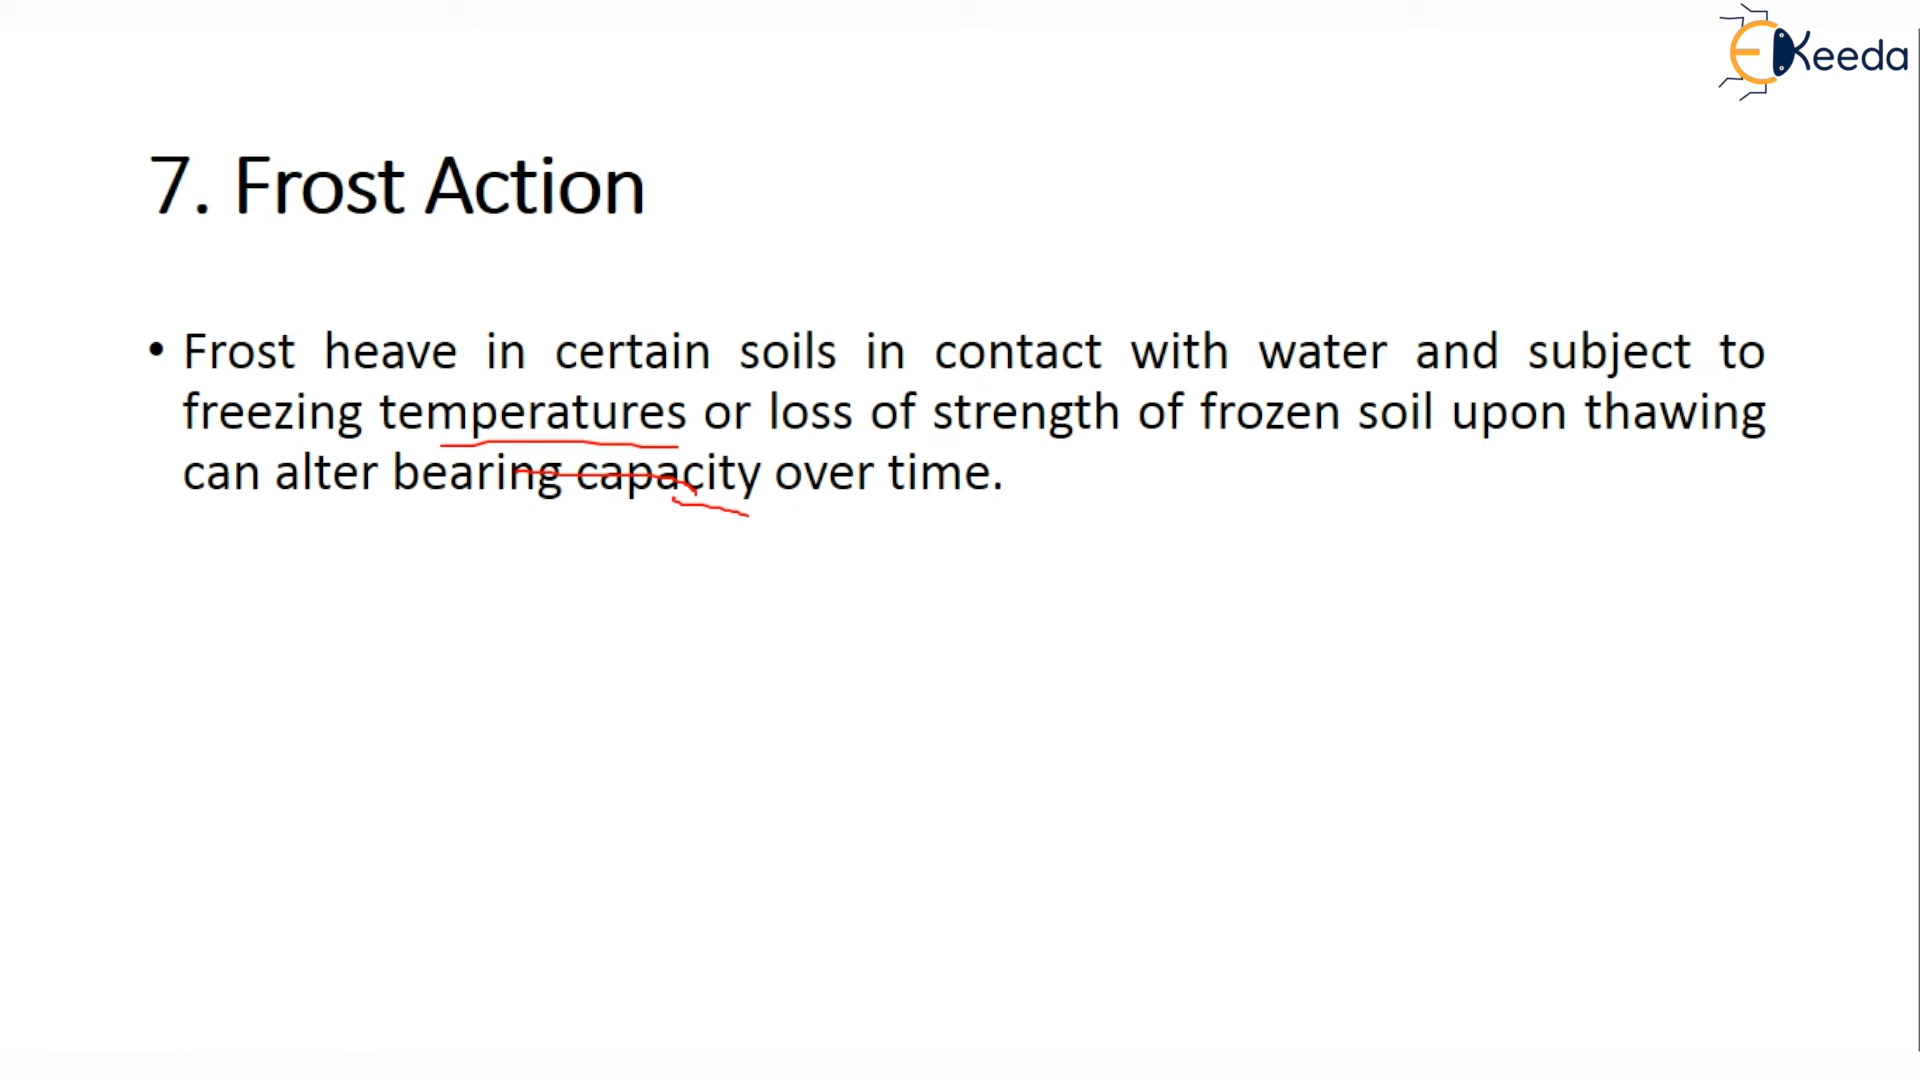 EKeeda
7. Frost Action
• Frost heave in certain soils in contact with water and subject to
freezing temperatures or loss of strength of frozen soil upon thawing
can alter bearing capacity over time.